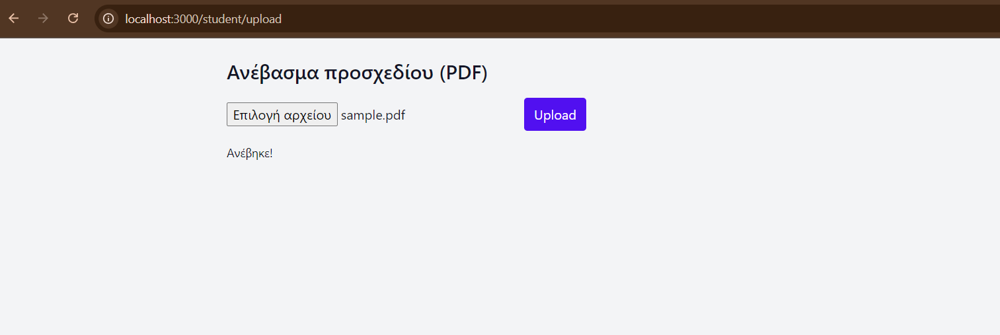 localhost:3000/student/upload
Ανέβασμα προσχεδίου (PDF)
Επιλογή αρχείου sample.pdf Upload
Ανέβηκε!